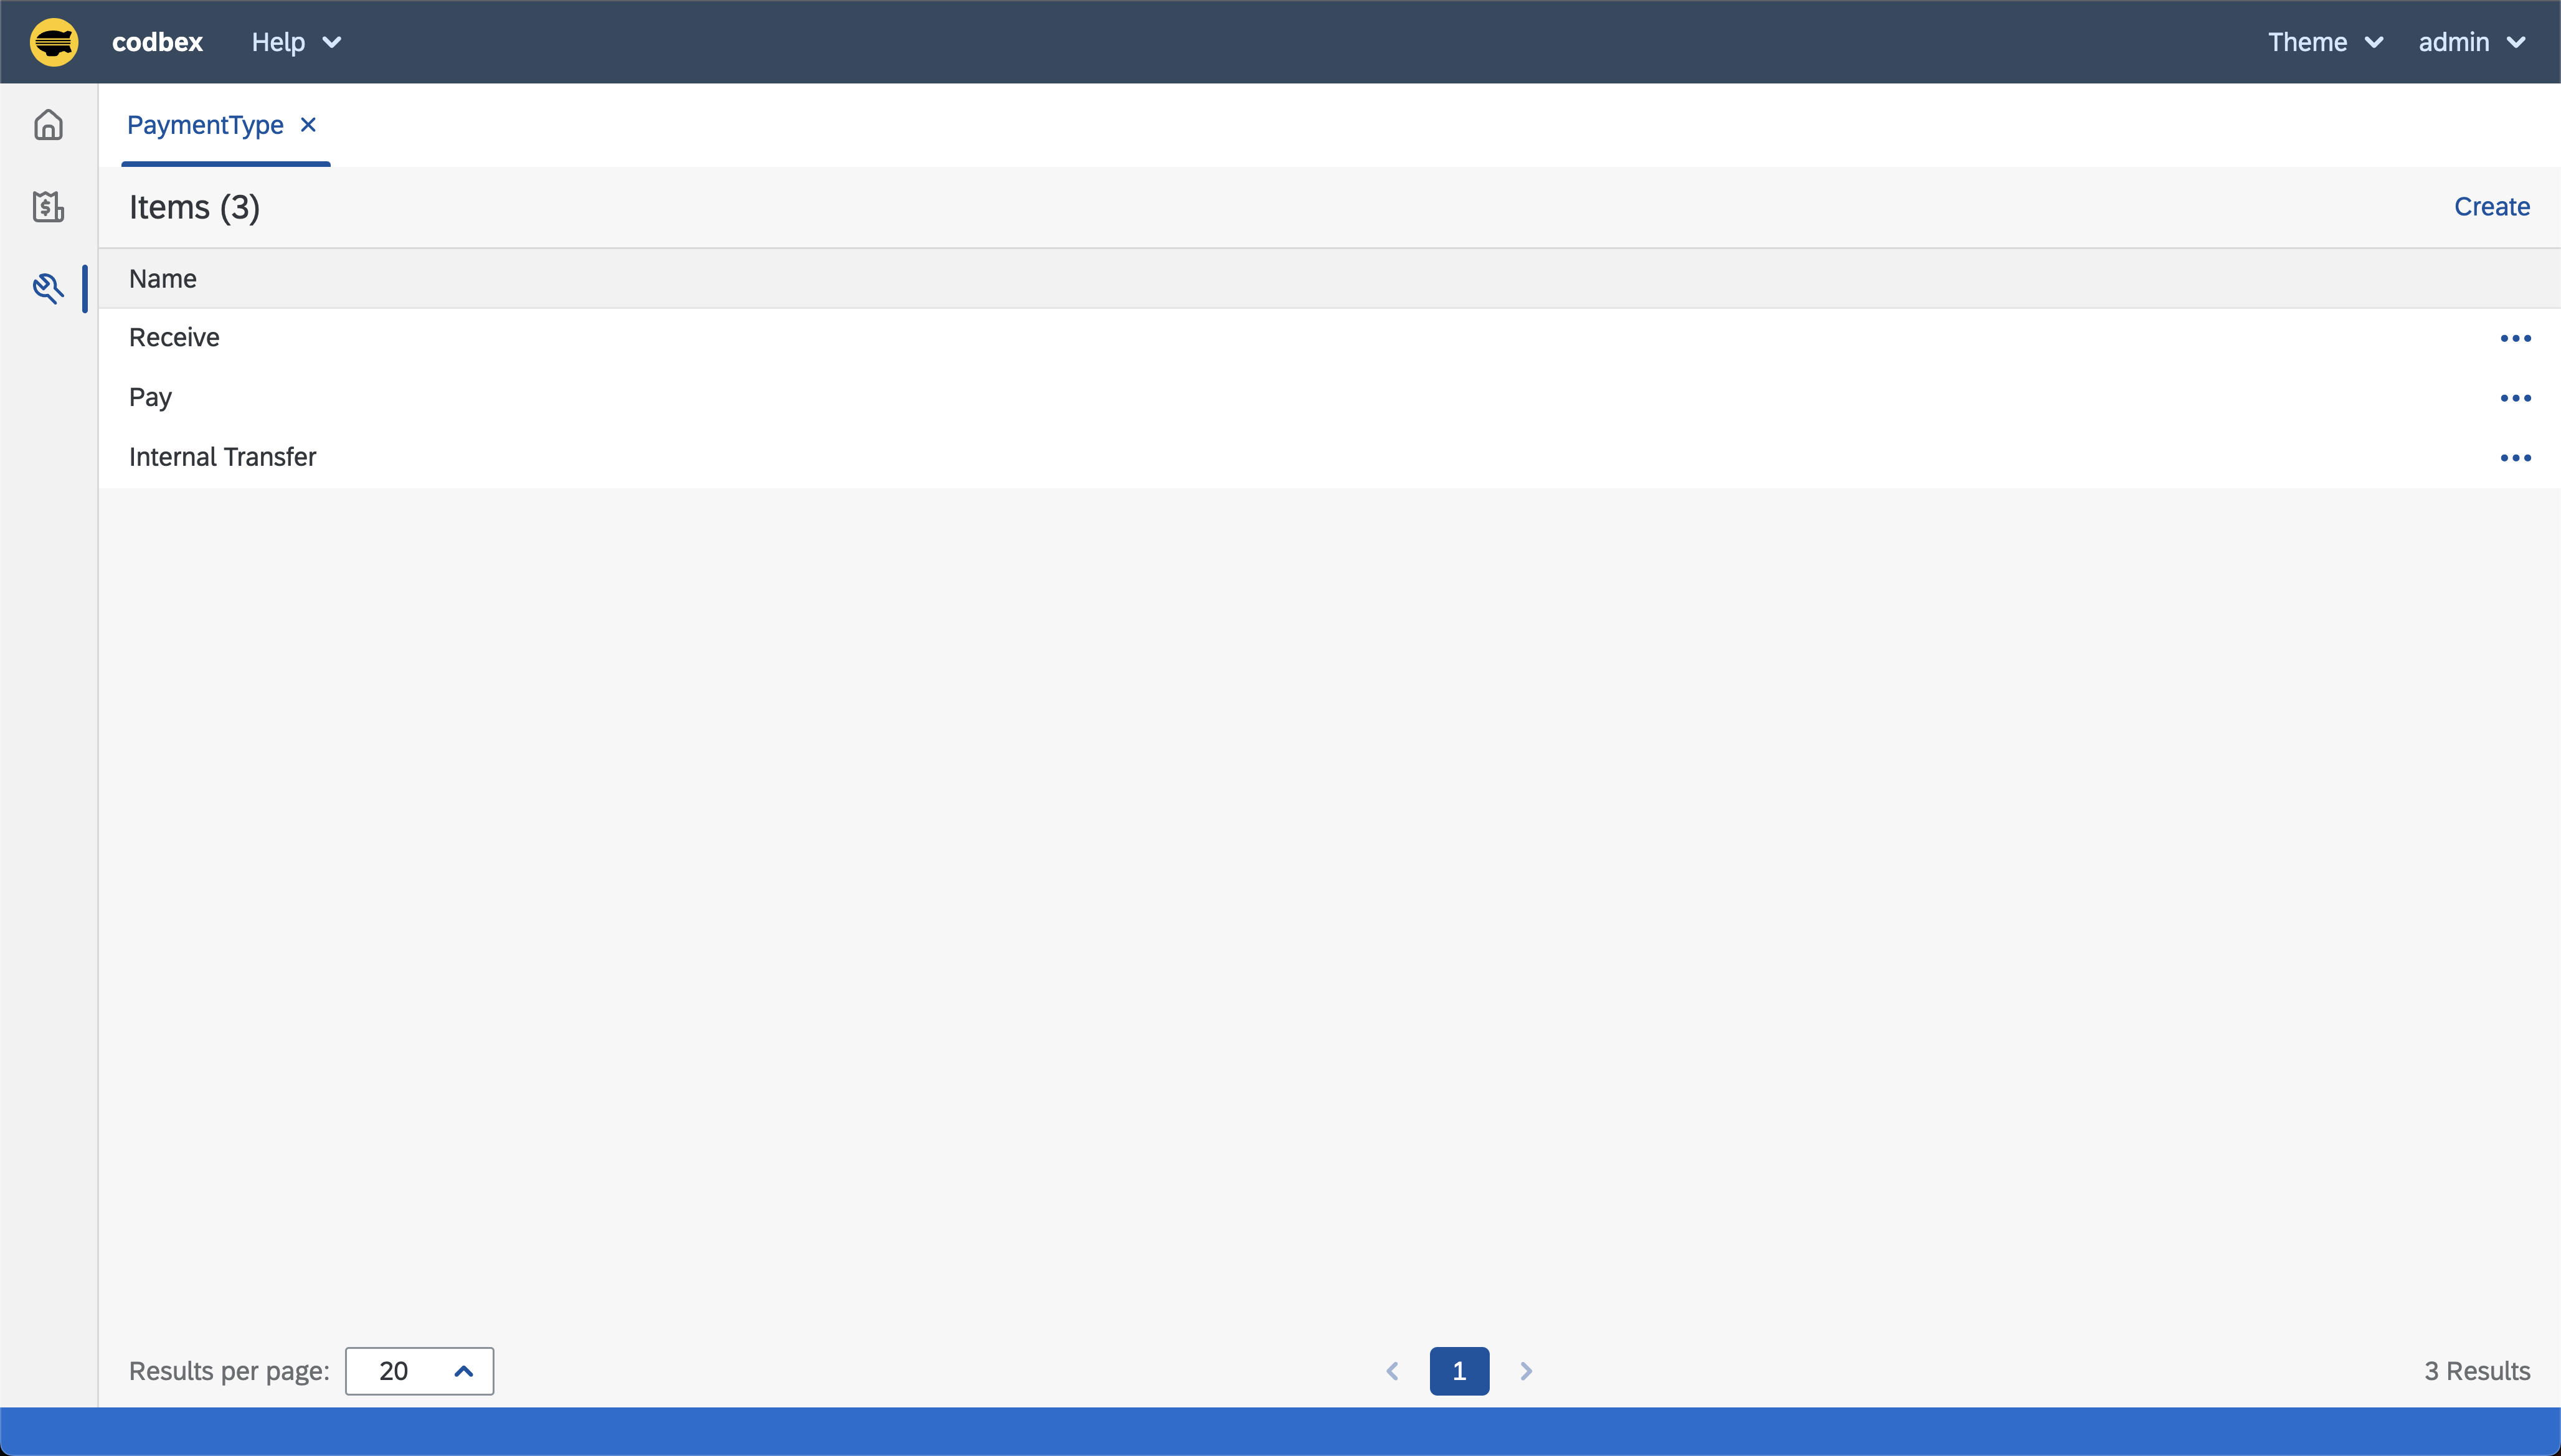 codbex Help Theme admin
PaymentType
Items (3) Create
Name
Receive
Pay
Internal Transfer
Results per page: 20 1 3 Results